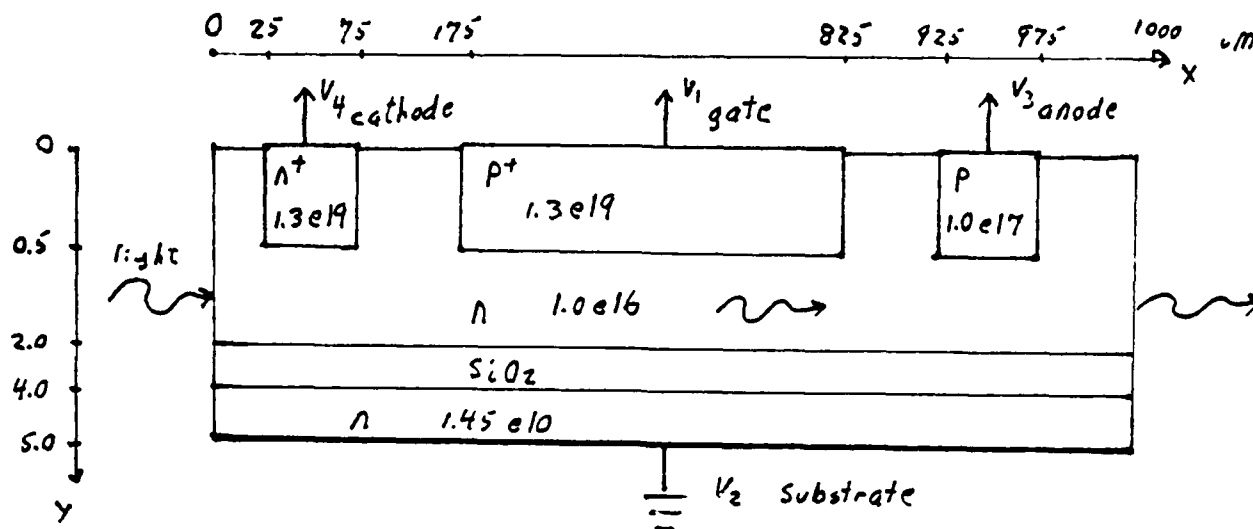 0 25 75 175 825 925 975 1000 um
X
V4 cathode V1 gate V3 anode
0
n+ p+ p
1.3e19 1.3e19 1.0e17
0.5
light
n 1.0e16
2.0
SiO2
4.0
n 1.45e10
5.0
V2 substrate
Y